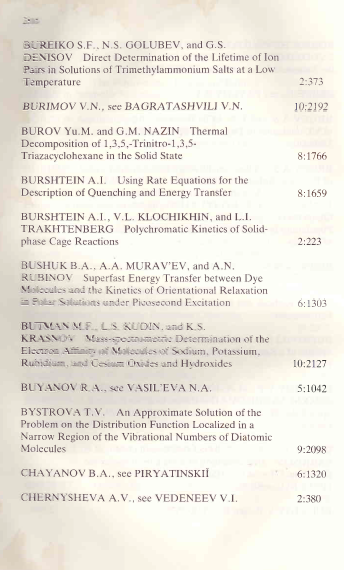 BUREIKO S.F., N.S. GOLUBEV, and G.S.
DENISOV Direct Determination of the Lifetime of Ion
Pairs in Solutions of Trimethylammonium Salts at a Low
Temperature 2:373
BURIMOV V.N., see BAGRATASHVILI V.N. 10:2192
BUROV Yu.M. and G.M. NAZIN Thermal
Decomposition of 1,3,5,-Trinitro-1,3,5-
Triazacyclohexane in the Solid State 8:1766
BURSHTEIN A.I. Using Rate Equations for the
Description of Quenching and Energy Transfer 8:1659
BURSHTEIN A.I., V.L. KLOCHIKHIN, and L.I.
TRAKHTENBERG Polychromatic Kinetics of Solid-
phase Cage Reactions 2:223
BUSHUK B.A., A.A. MURAV'EV, and A.N.
RUBINOV Superfast Energy Transfer between Dye
Molecules and the Kinetics of Orientational Relaxation
in Polar Solutions under Picosecond Excitation 6:1303
BUTMAN M.F., L.S. KUDIN, and K.S.
KRASNOV Mass-spectrometric Determination of the
Electron Affinity of Molecules of Sodium, Potassium,
Rubidium, and Cesium Oxides and Hydroxides 10:2127
BUYANOV R.A., see VASIL'EVA N.A. 5:1042
BYSTROVA T.V. An Approximate Solution of the
Problem on the Distribution Function Localized in a
Narrow Region of the Vibrational Numbers of Diatomic
Molecules 9:2098
CHAYANOV B.A., see PIRYATINSKIĬ 6:1320
CHERNYSHEVA A.V., see VEDENEEV V.I. 2:380